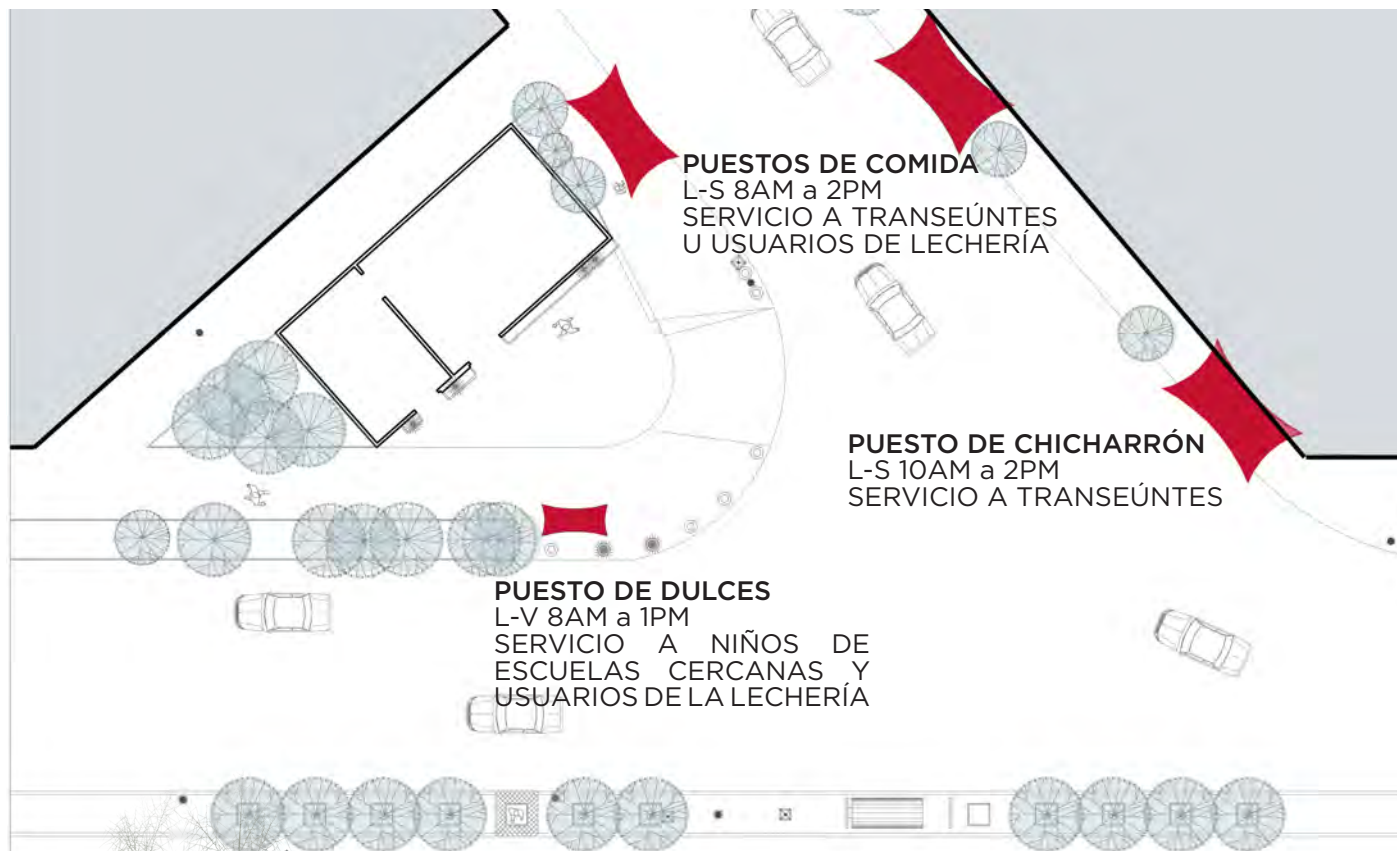 PUESTOS DE COMIDA
L-S 8AM a 2PM
SERVICIO A TRANSEÚNTES
U USUARIOS DE LECHERÍA
PUESTO DE CHICHARRÓN
L-S 10AM a 2PM
SERVICIO A TRANSEÚNTES
PUESTO DE DULCES
L-V 8AM a 1PM
SERVICIO A NIÑOS DE
ESCUELAS CERCANAS Y
USUARIOS DE LA LECHERÍA